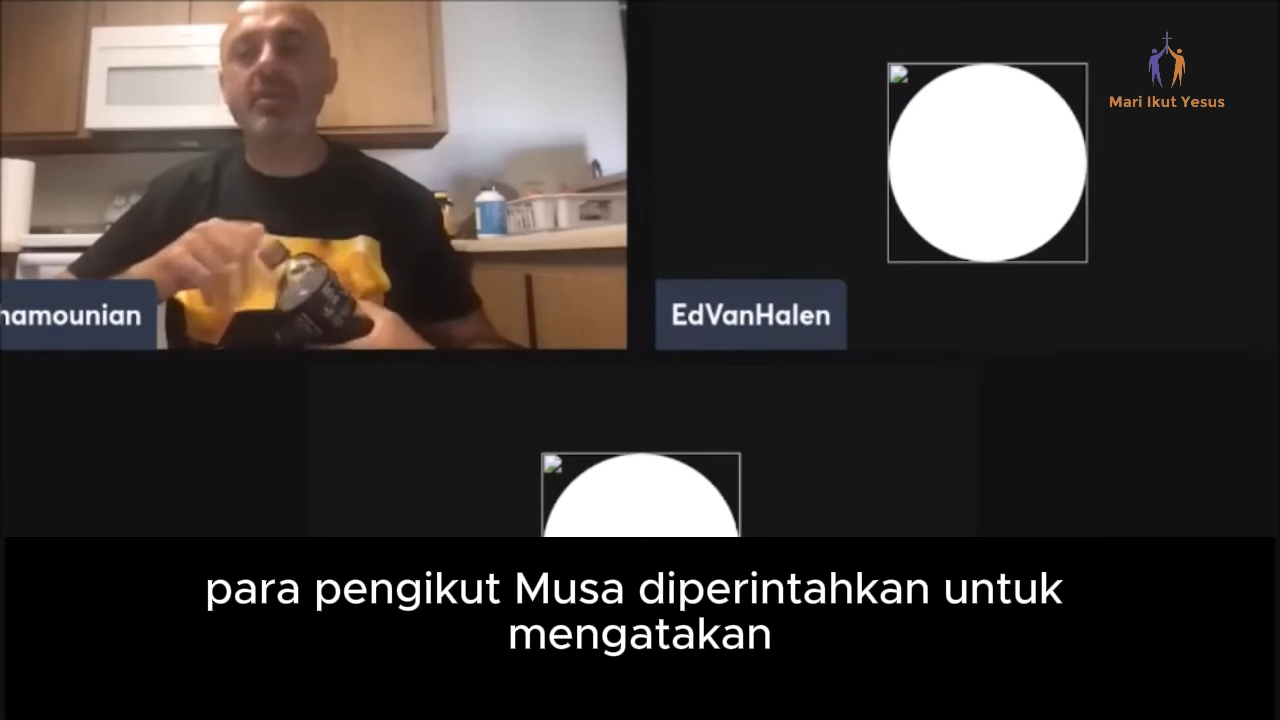 Mari Ikut Yesus
hamounian
EdVanHalen
para pengikut Musa diperintahkan untuk
mengatakan